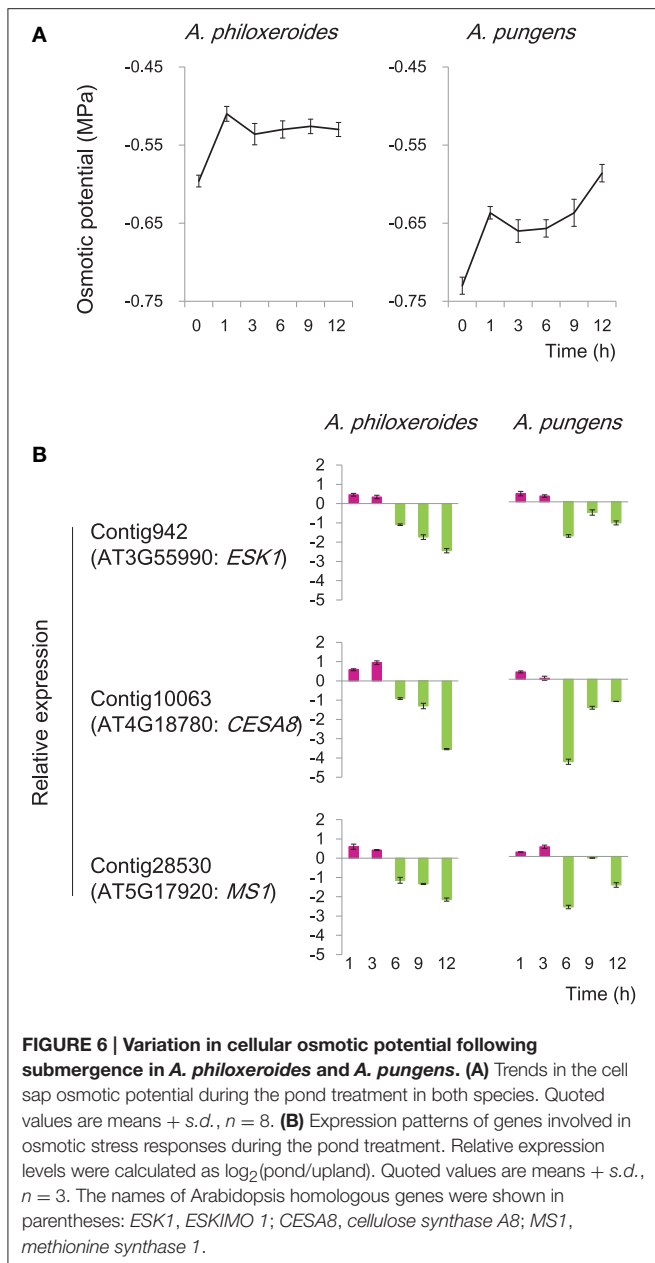 A
A. philoxeroides
A. pungens
Osmotic potential (MPa)
-0.45
-0.55
-0.65
-0.75
0 1 3 6 9 12
-0.45
-0.55
-0.65
-0.75
0 1 3 6 9 12
Time (h)
A. philoxeroides
A. pungens
B
Relative expression
Contig942
(AT3G55990: ESK1)
2
1
0
-1
-2
-3
-4
-5
Contig10063
(AT4G18780: CESA8)
2
1
0
-1
-2
-3
-4
-5
Contig28530
(AT5G17920: MS1)
2
1
0
-1
-2
-3
-4
-5
1 3 6 9 12
1 3 6 9 12
Time (h)
FIGURE 6 | Variation in cellular osmotic potential following
submergence in A. philoxeroides and A. pungens. (A) Trends in the cell
sap osmotic potential during the pond treatment in both species. Quoted
values are means + s.d., n = 8. (B) Expression patterns of genes involved in
osmotic stress responses during the pond treatment. Relative expression
levels were calculated as log₂(pond/upland). Quoted values are means + s.d.,
n = 3. The names of Arabidopsis homologous genes were shown in
parentheses: ESK1, ESKIMO 1; CESA8, cellulose synthase A8; MS1,
methionine synthase 1.